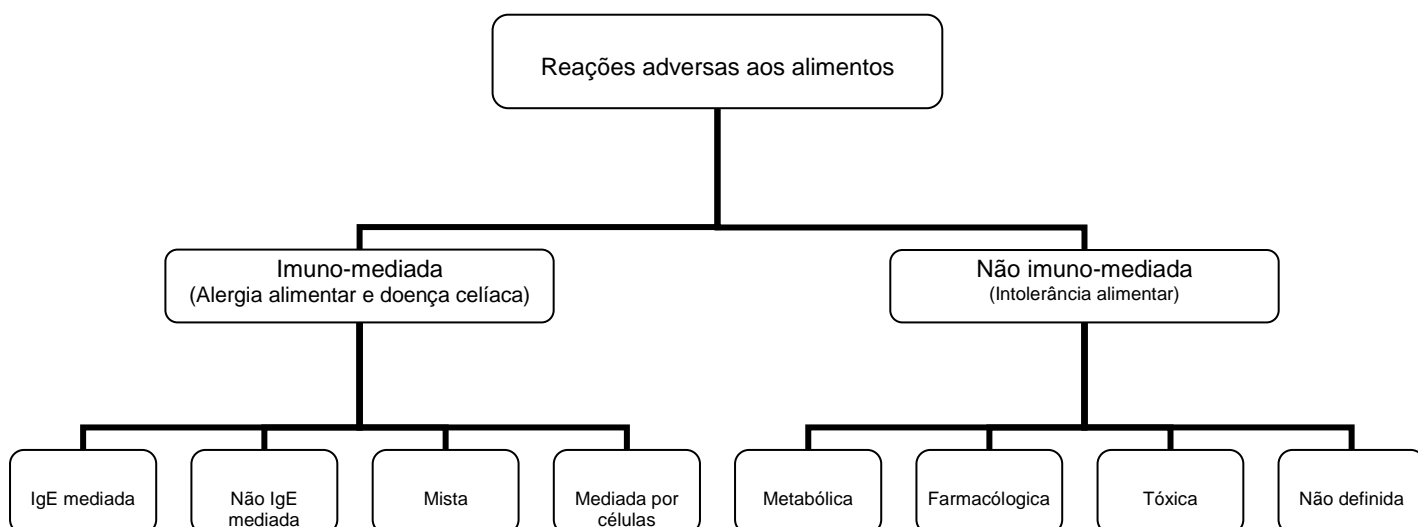 Reações adversas aos alimentos
Imuno-mediada
(Alergia alimentar e doença celíaca)
Não imuno-mediada
(Intolerância alimentar)
IgE mediada
Não IgE
mediada
Mista
Mediada por
células
Metabólica
Farmácologica
Tóxica
Não definida